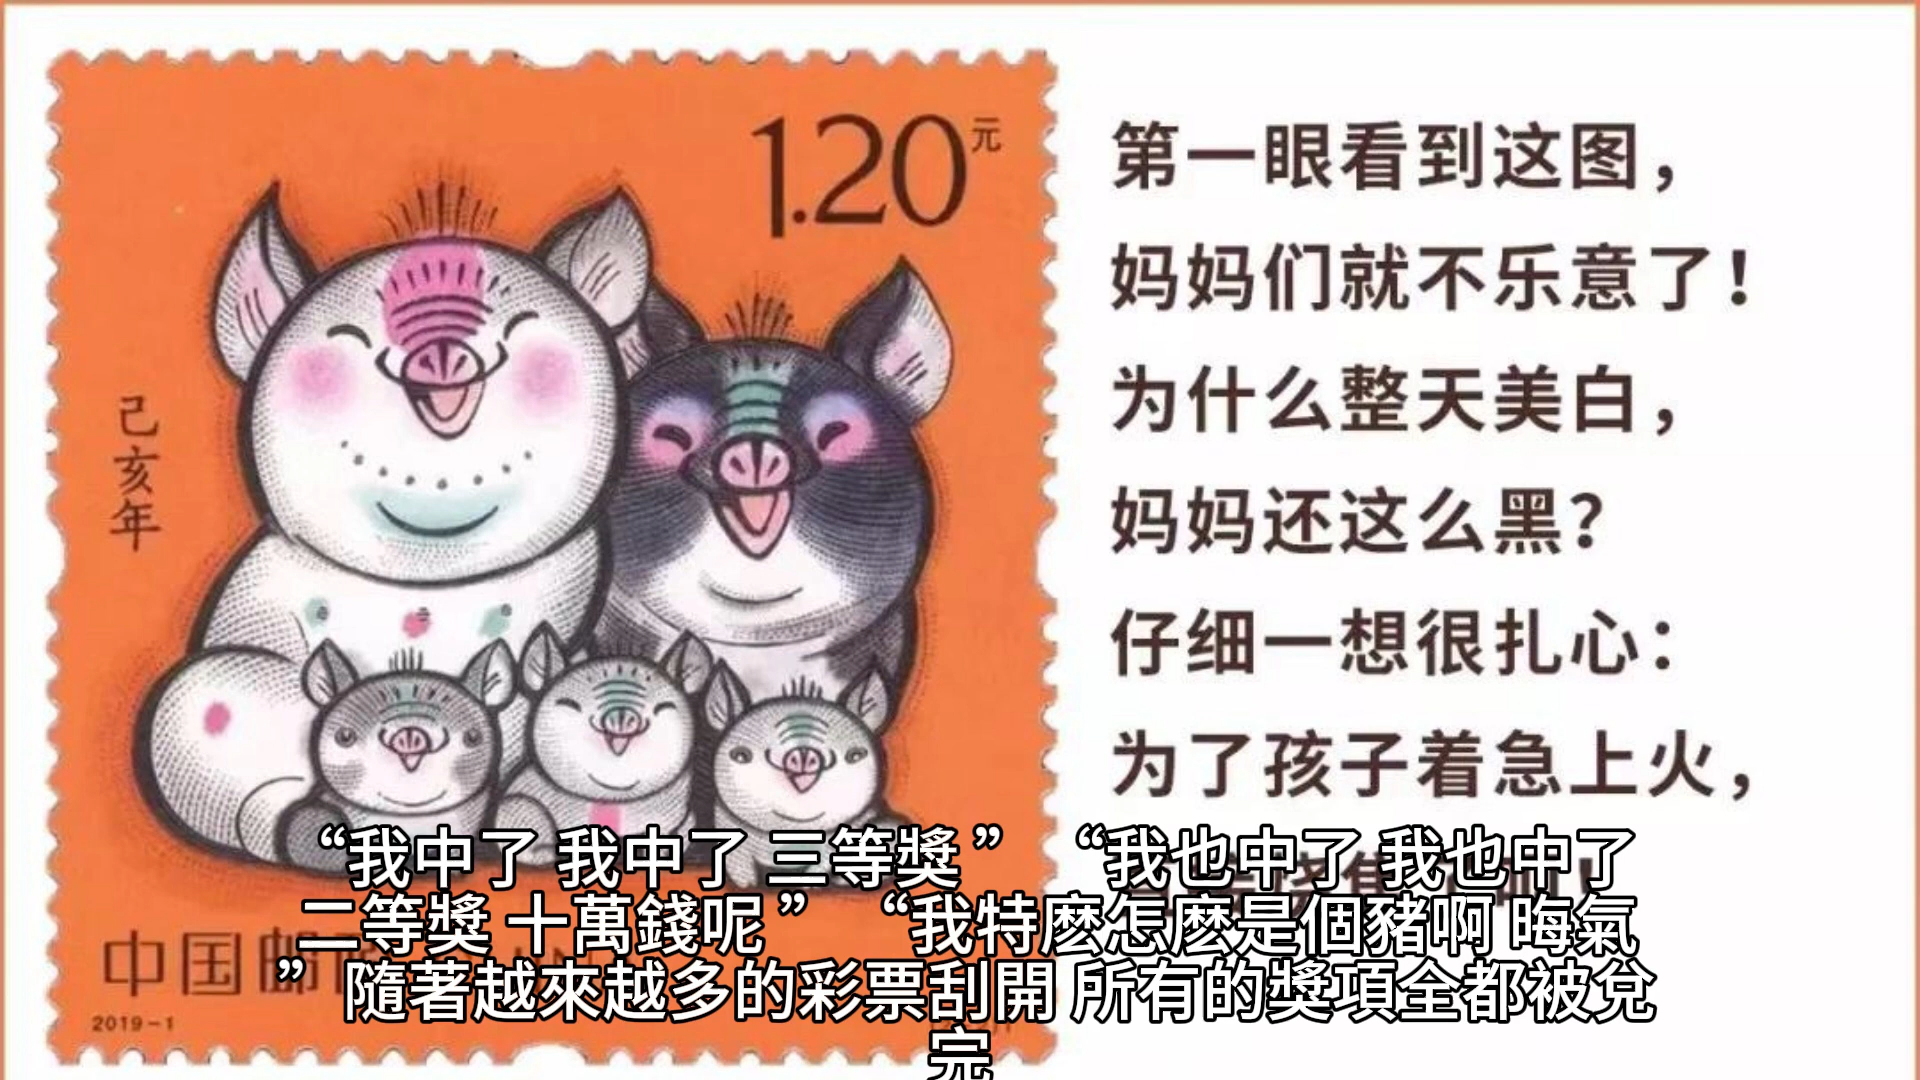 1.20元
己亥年
第一眼看到这图，
妈妈们就不乐意了！
为什么整天美白，
妈妈还这么黑？
仔细一想很扎心：
为了孩子着急上火，
“我中了 我中了 三等獎” “我也中了 我也中了
二等獎 十萬錢呢” “我特麽怎麽是個豬啊 晦氣
” 隨著越來越多的彩票刮開 所有的獎項全都被兌
完
中国邮
2019-1